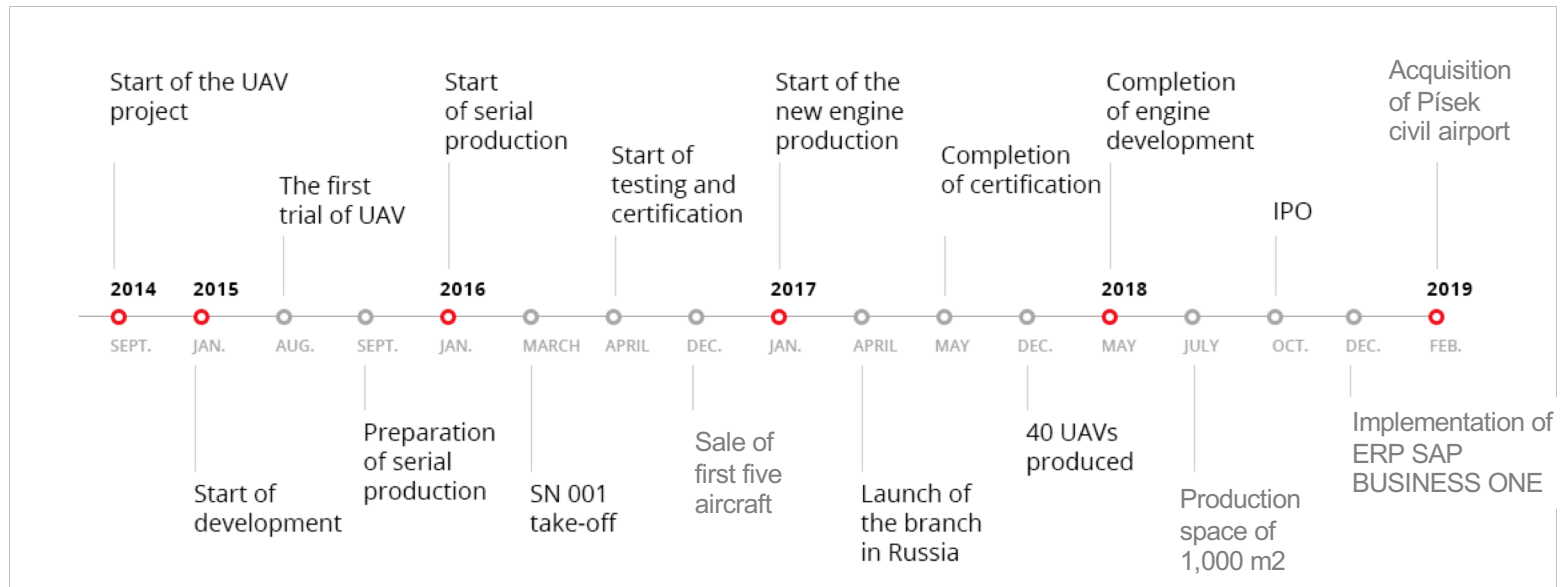 Start of the UAV
project
Start
of serial
production
Start of the
new engine
production
Completion
of engine
development
Acquisition
of Písek
civil airport
The first
trial of UAV
Start of
testing and
certification
Completion
of certification
IPO
2014
2015
2016
2017
2018
2019
SEPT.
JAN.
AUG.
SEPT.
JAN.
MARCH
APRIL
DEC.
JAN.
APRIL
MAY
DEC.
MAY
JULY
OCT.
DEC.
FEB.
Start of
development
Preparation
of serial
production
SN 001
take-off
Sale of
first five
aircraft
Launch of
the branch
in Russia
40 UAVs
produced
Production
space of
1,000 m2
Implementation of
ERP SAP
BUSINESS ONE